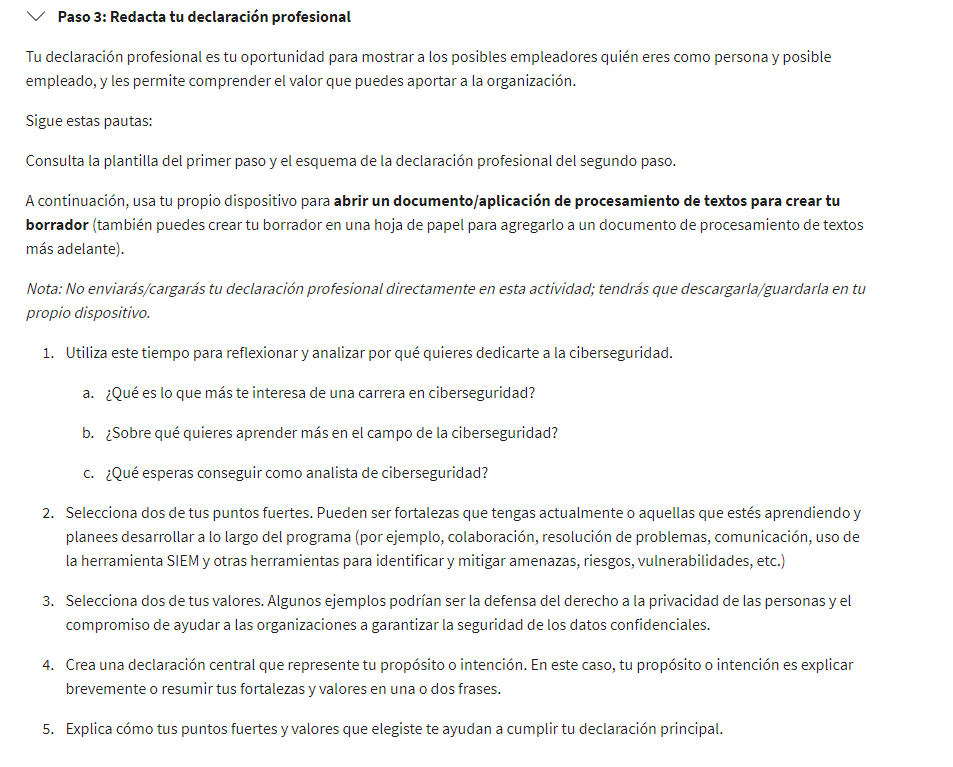 Paso 3: Redacta tu declaración profesional
Tu declaración profesional es tu oportunidad para mostrar a los posibles empleadores quién eres como persona y posible
empleado, y les permite comprender el valor que puedes aportar a la organización.
Sigue estas pautas:
Consulta la plantilla del primer paso y el esquema de la declaración profesional del segundo paso.
A continuación, usa tu propio dispositivo para abrir un documento/aplicación de procesamiento de textos para crear tu
borrador (también puedes crear tu borrador en una hoja de papel para agregarlo a un documento de procesamiento de textos
más adelante).
Nota: No enviarás/cargarás tu declaración profesional directamente en esta actividad; tendrás que descargarla/guardarla en tu
propio dispositivo.
1. Utiliza este tiempo para reflexionar y analizar por qué quieres dedicarte a la ciberseguridad.
a. ¿Qué es lo que más te interesa de una carrera en ciberseguridad?
b. ¿Sobre qué quieres aprender más en el campo de la ciberseguridad?
c. ¿Qué esperas conseguir como analista de ciberseguridad?
2. Selecciona dos de tus puntos fuertes. Pueden ser fortalezas que tengas actualmente o aquellas que estés aprendiendo y
planees desarrollar a lo largo del programa (por ejemplo, colaboración, resolución de problemas, comunicación, uso de
la herramienta SIEM y otras herramientas para identificar y mitigar amenazas, riesgos, vulnerabilidades, etc.)
3. Selecciona dos de tus valores. Algunos ejemplos podrían ser la defensa del derecho a la privacidad de las personas y el
compromiso de ayudar a las organizaciones a garantizar la seguridad de los datos confidenciales.
4. Crea una declaración central que represente tu propósito o intención. En este caso, tu propósito o intención es explicar
brevemente o resumir tus fortalezas y valores en una o dos frases.
5. Explica cómo tus puntos fuertes y valores que elegiste te ayudan a cumplir tu declaración principal.